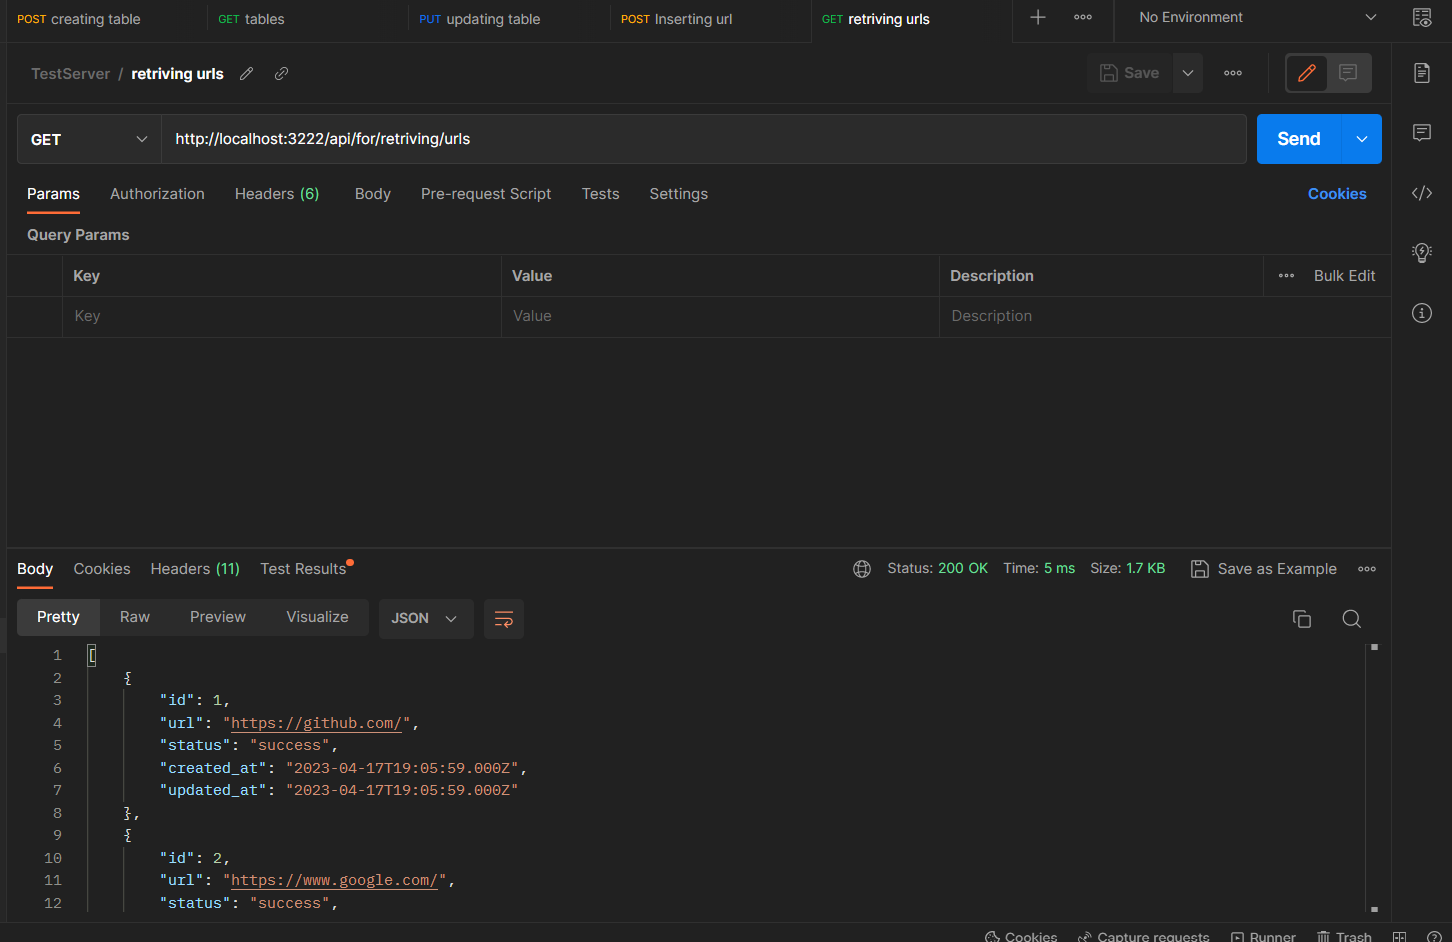 POST creating table GET tables PUT updating table POST Inserting url GET retriving urls No Environment
TestServer / retriving urls Save
GET http://localhost:3222/api/for/retriving/urls Send
Params Authorization Headers (6) Body Pre-request Script Tests Settings Cookies
Query Params
Key Value Description Bulk Edit
Key Value Description
Body Cookies Headers (11) Test Results Status: 200 OK Time: 5 ms Size: 1.7 KB Save as Example
Pretty Raw Preview Visualize JSON
1 [
2 {
3 "id": 1,
4 "url": "https://github.com/",
5 "status": "success",
6 "created_at": "2023-04-17T19:05:59.000Z",
7 "updated_at": "2023-04-17T19:05:59.000Z"
8 },
9 {
10 "id": 2,
11 "url": "https://www.google.com/",
12 "status": "success",
Cookies Capture requests Runner Trash